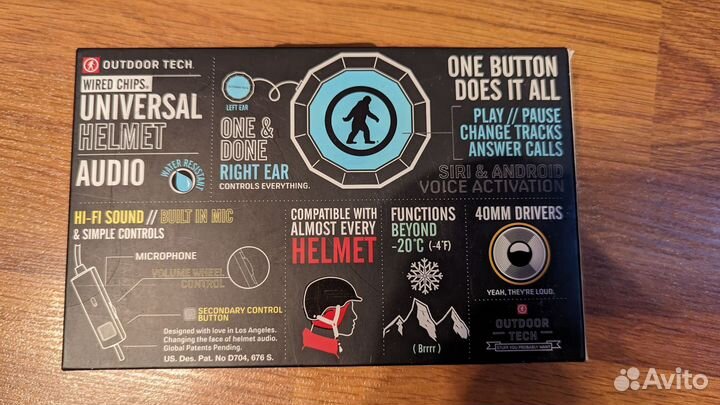 OUTDOOR TECH.
WIRED CHIPS®
UNIVERSAL
HELMET
AUDIO
WATER RESISTANT
LEFT EAR
ONE &
DONE
RIGHT EAR
CONTROLS EVERYTHING.
ONE BUTTON
DOES IT ALL
PLAY // PAUSE
CHANGE TRACKS
ANSWER CALLS
SIRI & ANDROID
VOICE ACTIVATION
HI-FI SOUND // BUILT IN MIC
& SIMPLE CONTROLS
MICROPHONE
VOLUME WHEEL
CONTROL
SECONDARY CONTROL
BUTTON
Designed with love in Los Angeles.
Changing the face of helmet audio.
Global Patents Pending.
US. Des. Pat. No D704, 676 S.
COMPATIBLE WITH
ALMOST EVERY
HELMET
FUNCTIONS
BEYOND
-20°C (-4°F)
( Brrrr )
40MM DRIVERS
YEAH, THEY'RE LOUD.
OUTDOOR
TECH
STUFF YOU PROBABLY WANT
Avito